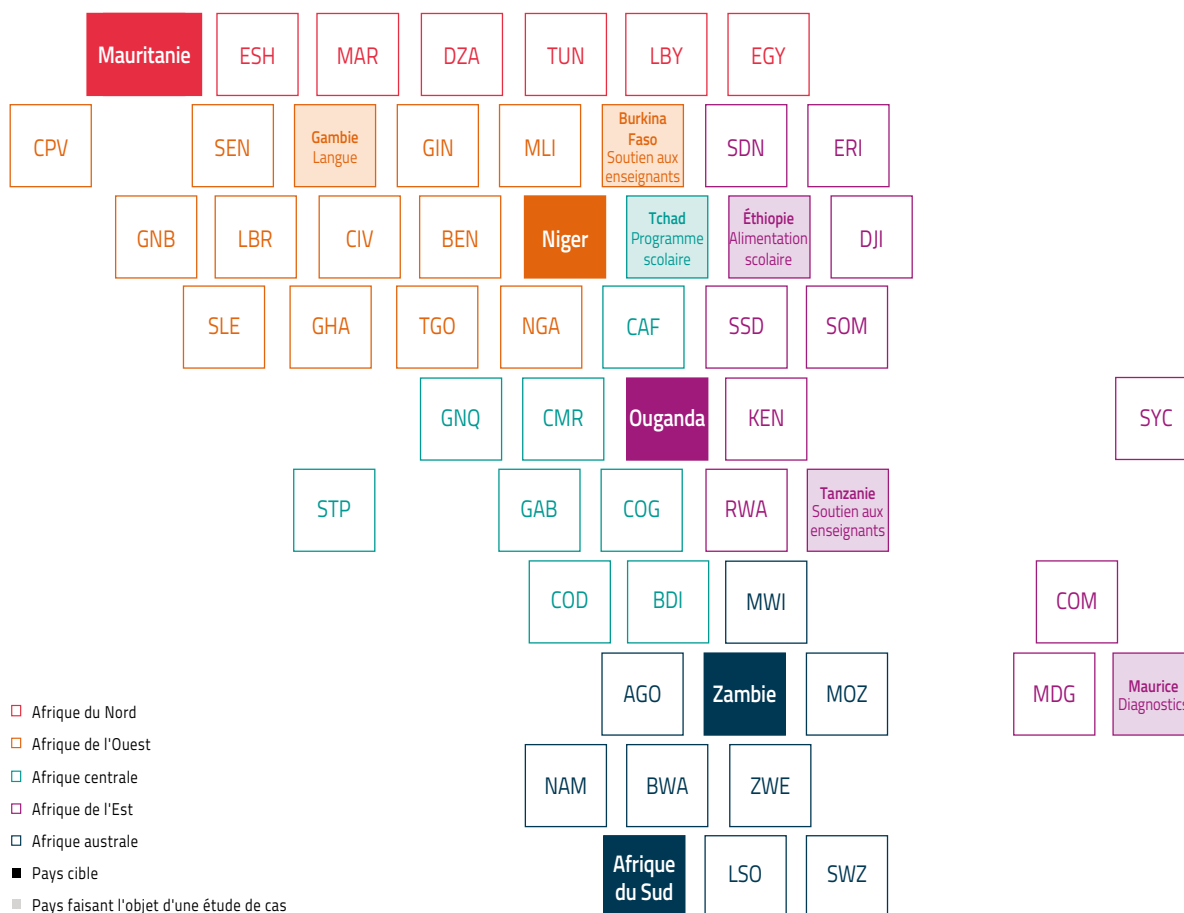 Mauritanie
ESH
MAR
DZA
TUN
LBY
EGY
CPV
SEN
Gambie
Langue
GIN
MLI
Burkina
Faso
Soutien aux
enseignants
SDN
ERI
GNB
LBR
CIV
BEN
Niger
Tchad
Programme
scolaire
Éthiopie
Alimentation
scolaire
DJI
SLE
GHA
TGO
NGA
CAF
SSD
SOM
GNQ
CMR
Ouganda
KEN
SYC
STP
GAB
COG
RWA
Tanzanie
Soutien aux
enseignants
COD
BDI
MWI
COM
AGO
Zambie
MOZ
MDG
Maurice
Diagnostics
NAM
BWA
ZWE
Afrique
du Sud
LSO
SWZ
Afrique du Nord
Afrique de l'Ouest
Afrique centrale
Afrique de l'Est
Afrique australe
Pays cible
Pays faisant l'objet d'une étude de cas